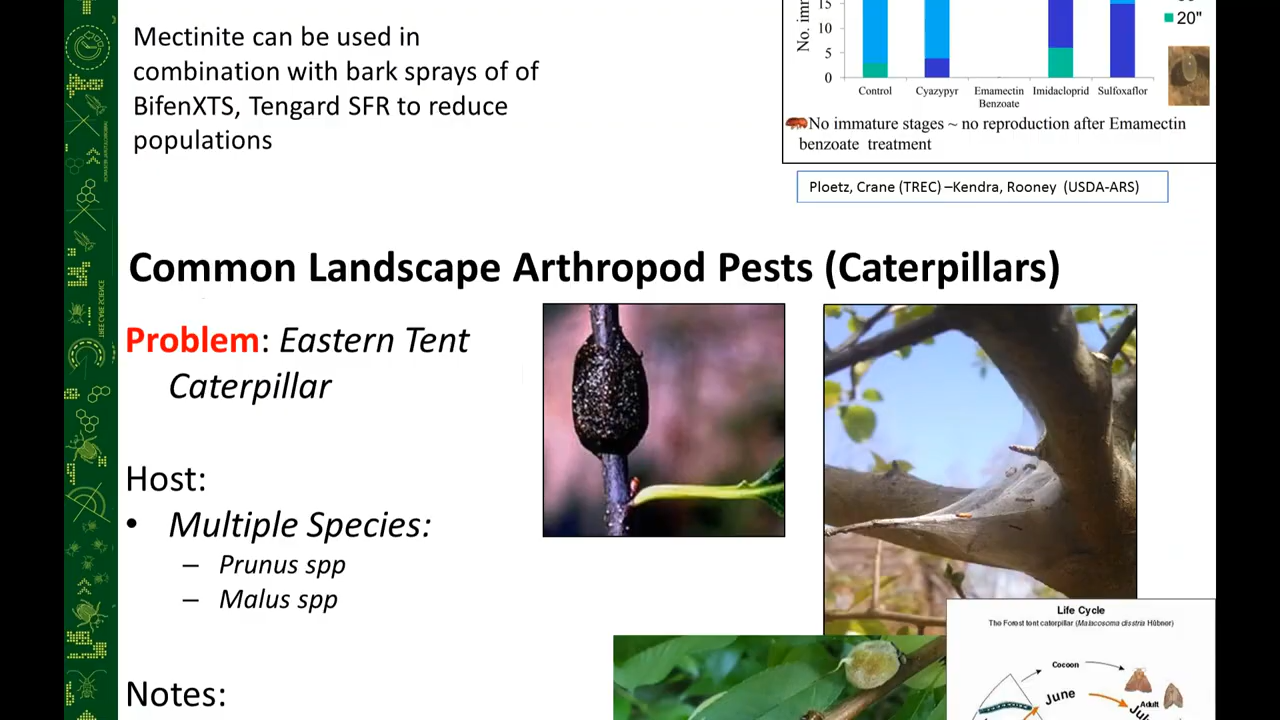 Mectinite can be used in
combination with bark sprays of of
BifenXTS, Tengard SFR to reduce
populations
No.
15
10
5
0
Control
Cyazypyr
Emamectin
Benzoate
Imidacloprid
Sulfoxaflor
20"
No immature stages ~ no reproduction after Emamectin
benzoate treatment
Ploetz, Crane (TREC) –Kendra, Rooney (USDA-ARS)
Common Landscape Arthropod Pests (Caterpillars)
Problem: Eastern Tent
Caterpillar
Host:
• Multiple Species:
– Prunus spp
– Malus spp
Notes:
Life Cycle
The Forest tent caterpillar (Malacosoma disstria Hübner)
Cocoon
June
Adult
TREE CARE SCIENCE